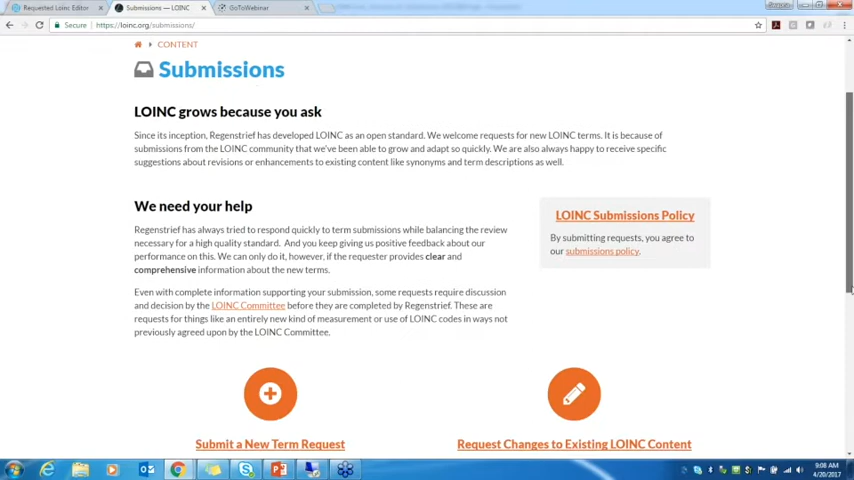 Requested Loinc Editor
Submissions — LOINC
GoToWebinar
Secure
https://loinc.org/submissions/
CONTENT
Submissions
LOINC grows because you ask
Since its inception, Regenstrief has developed LOINC as an open standard. We welcome requests for new LOINC terms. It is because of
submissions from the LOINC community that we've been able to grow and adapt so quickly. We are also always happy to receive specific
suggestions about revisions or enhancements to existing content like synonyms and term descriptions as well.
We need your help
Regenstrief has always tried to respond quickly to term submissions while balancing the review
necessary for a high quality standard. And you keep giving us positive feedback about our
performance on this. We can only do it, however, if the requester provides clear and
comprehensive information about the new terms.
LOINC Submissions Policy
By submitting requests, you agree to
our submissions policy.
Even with complete information supporting your submission, some requests require discussion
and decision by the LOINC Committee before they are completed by Regenstrief. These are
requests for things like an entirely new kind of measurement or use of LOINC codes in ways not
previously agreed upon by the LOINC Committee.
Submit a New Term Request
Request Changes to Existing LOINC Content
9:08 AM
4/20/2017